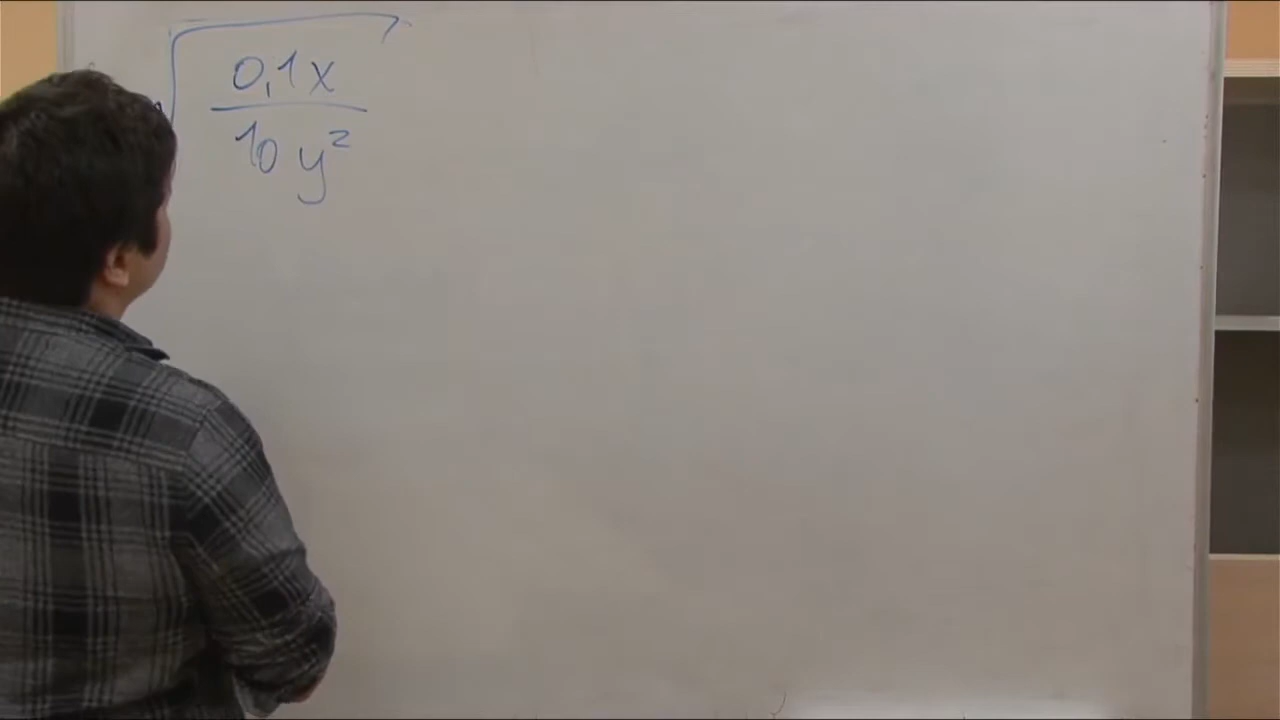 √(0,1x / 10y²)